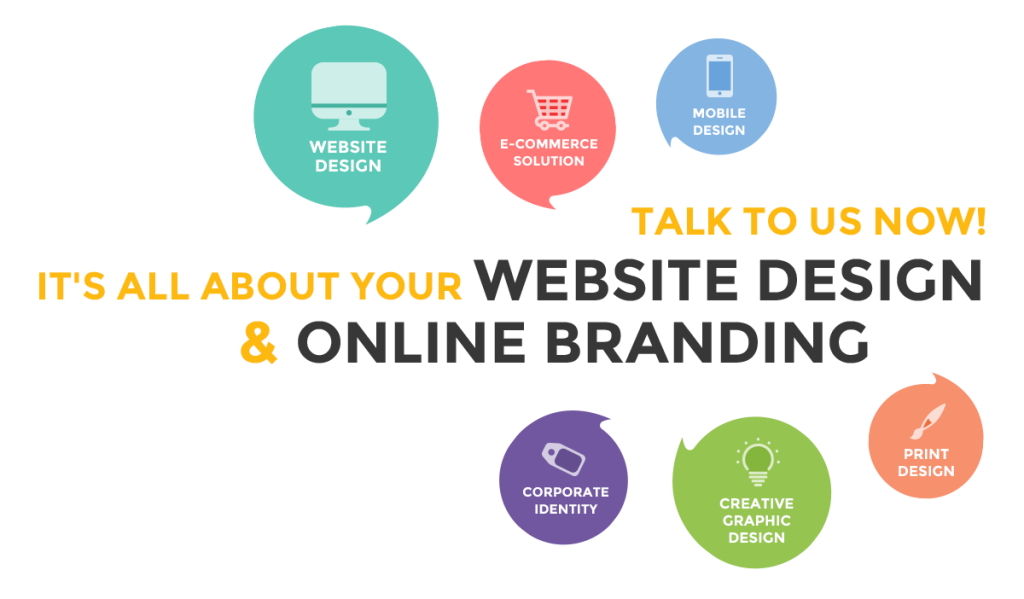 WEBSITE
DESIGN
E-COMMERCE
SOLUTION
MOBILE
DESIGN
TALK TO US NOW!
IT'S ALL ABOUT YOUR WEBSITE DESIGN
& ONLINE BRANDING
CORPORATE
IDENTITY
CREATIVE
GRAPHIC
DESIGN
PRINT
DESIGN